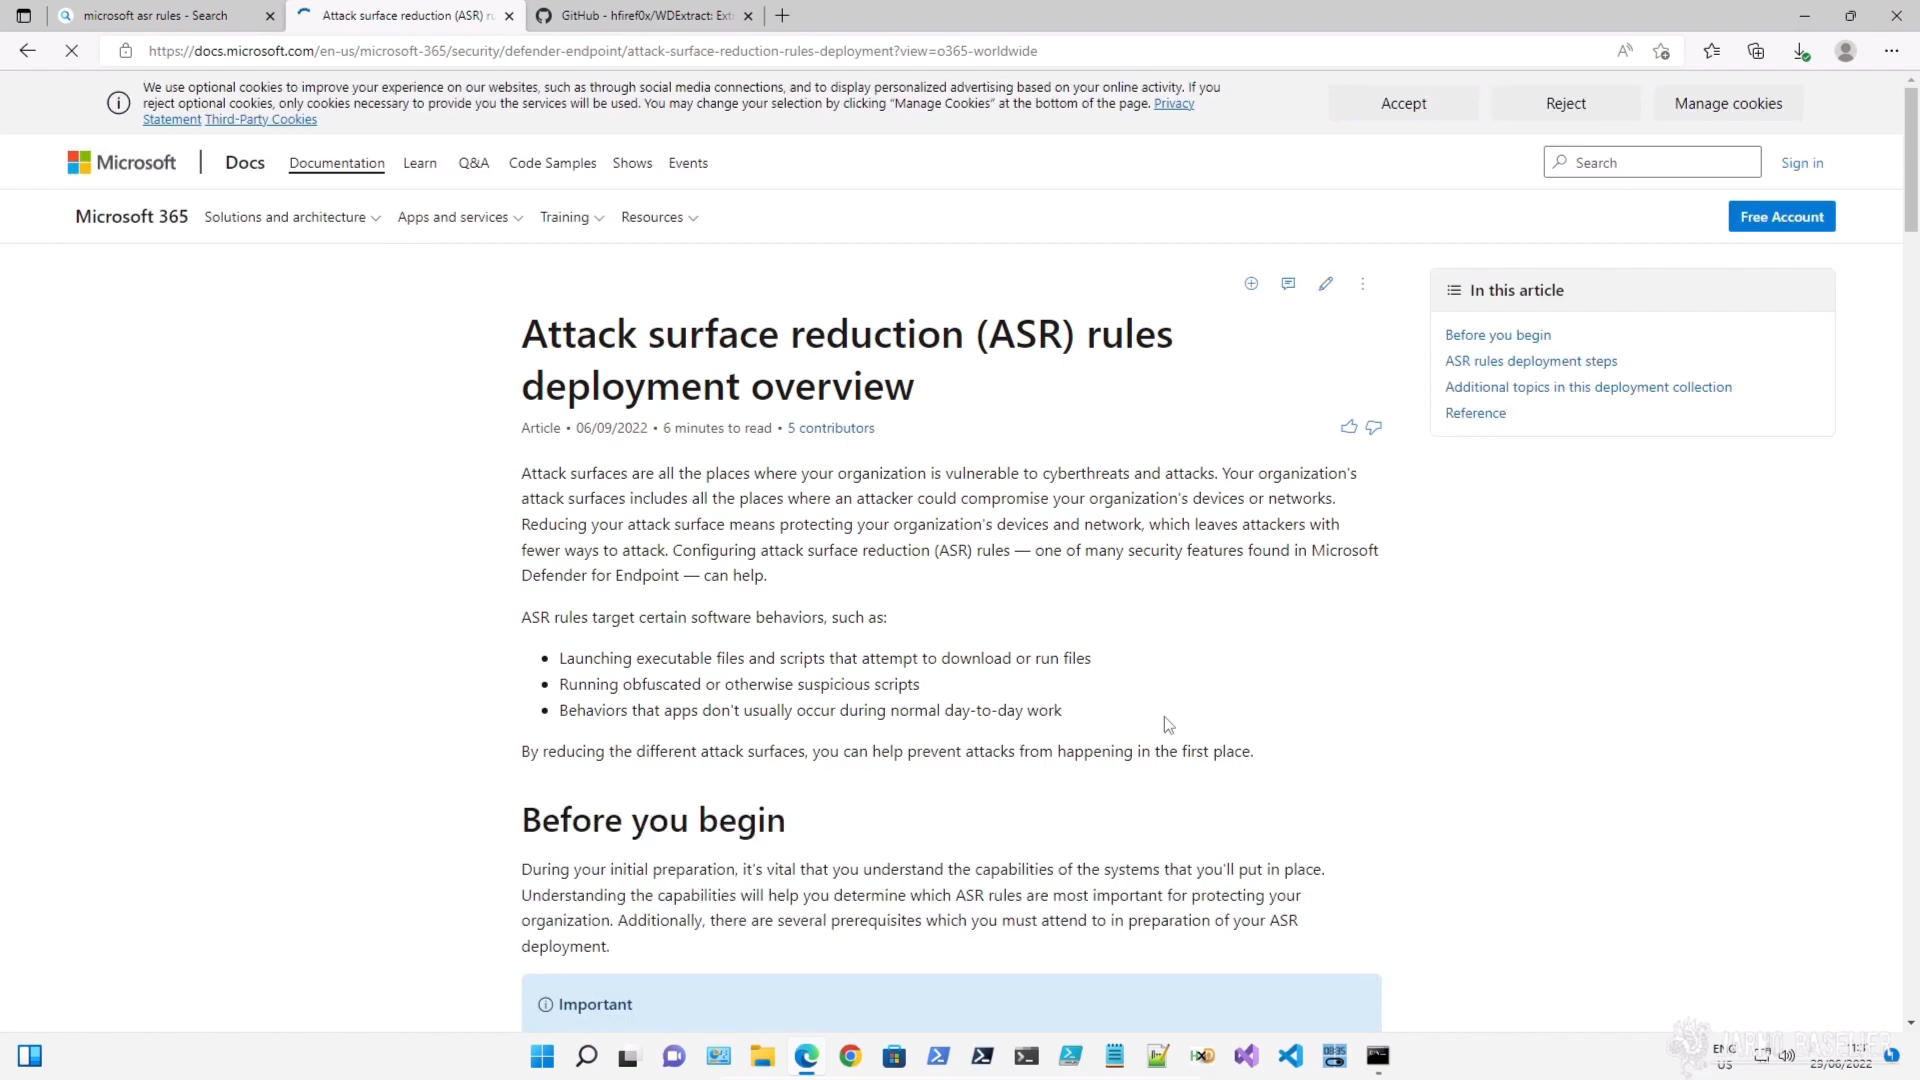 microsoft asr rules - Search
Attack surface reduction (ASR) ru
GitHub - hfiref0x/WDExtract: Ext
https://docs.microsoft.com/en-us/microsoft-365/security/defender-endpoint/attack-surface-reduction-rules-deployment?view=o365-worldwide
We use optional cookies to improve your experience on our websites, such as through social media connections, and to display personalized advertising based on your online activity. If you
reject optional cookies, only cookies necessary to provide you the services will be used. You may change your selection by clicking "Manage Cookies" at the bottom of the page. Privacy
Statement Third-Party Cookies
Accept
Reject
Manage cookies
Microsoft
Docs
Documentation
Learn
Q&A
Code Samples
Shows
Events
Search
Sign in
Microsoft 365
Solutions and architecture
Apps and services
Training
Resources
Free Account
Attack surface reduction (ASR) rules
deployment overview
Article • 06/09/2022 • 6 minutes to read • 5 contributors
In this article
Before you begin
ASR rules deployment steps
Additional topics in this deployment collection
Reference
Attack surfaces are all the places where your organization is vulnerable to cyberthreats and attacks. Your organization's
attack surfaces includes all the places where an attacker could compromise your organization's devices or networks.
Reducing your attack surface means protecting your organization's devices and network, which leaves attackers with
fewer ways to attack. Configuring attack surface reduction (ASR) rules — one of many security features found in Microsoft
Defender for Endpoint — can help.
ASR rules target certain software behaviors, such as:
• Launching executable files and scripts that attempt to download or run files
• Running obfuscated or otherwise suspicious scripts
• Behaviors that apps don't usually occur during normal day-to-day work
By reducing the different attack surfaces, you can help prevent attacks from happening in the first place.
Before you begin
During your initial preparation, it's vital that you understand the capabilities of the systems that you'll put in place.
Understanding the capabilities will help you determine which ASR rules are most important for protecting your
organization. Additionally, there are several prerequisites which you must attend to in preparation of your ASR
deployment.
Important
ENG
US
29/06/2022